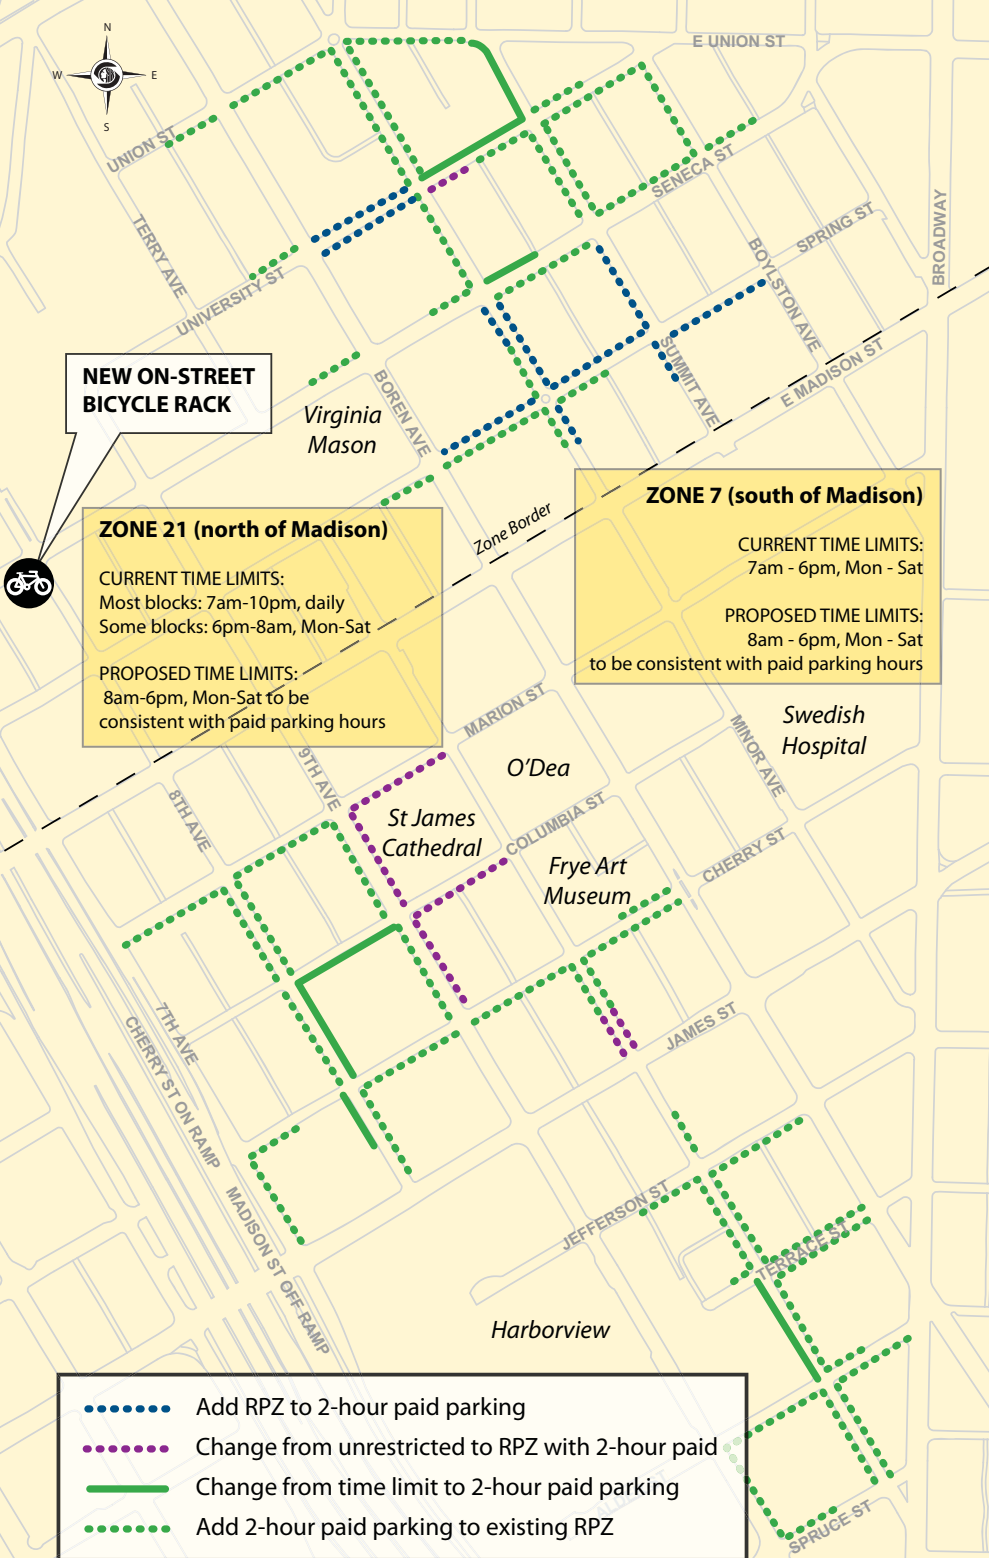 N
W
E
S
E UNION ST
UNION ST
SENECA ST
TERRY AVE
SPRING ST
BROADWAY
BOYLSTON AVE
UNIVERSITY ST
NEW ON-STREET
BICYCLE RACK
SUMMIT AVE
E MADISON ST
BOREN AVE
Virginia
Mason
ZONE 7 (south of Madison)
CURRENT TIME LIMITS:
7am - 6pm, Mon - Sat
PROPOSED TIME LIMITS:
8am - 6pm, Mon - Sat
to be consistent with paid parking hours
Zone Border
ZONE 21 (north of Madison)
CURRENT TIME LIMITS:
Most blocks: 7am-10pm, daily
Some blocks: 6pm-8am, Mon-Sat
PROPOSED TIME LIMITS:
8am-6pm, Mon-Sat to be
consistent with paid parking hours
MARION ST
Swedish
Hospital
MINOR AVE
9TH AVE
O'Dea
8TH AVE
St James
Cathedral
COLUMBIA ST
Frye Art
Museum
CHERRY ST
7TH AVE
CHERRY ST ON RAMP
JAMES ST
MADISON ST OFF RAMP
JEFFERSON ST
TERRACE ST
Harborview
Add RPZ to 2-hour paid parking
Change from unrestricted to RPZ with 2-hour paid
Change from time limit to 2-hour paid parking
Add 2-hour paid parking to existing RPZ
SPRUCE ST